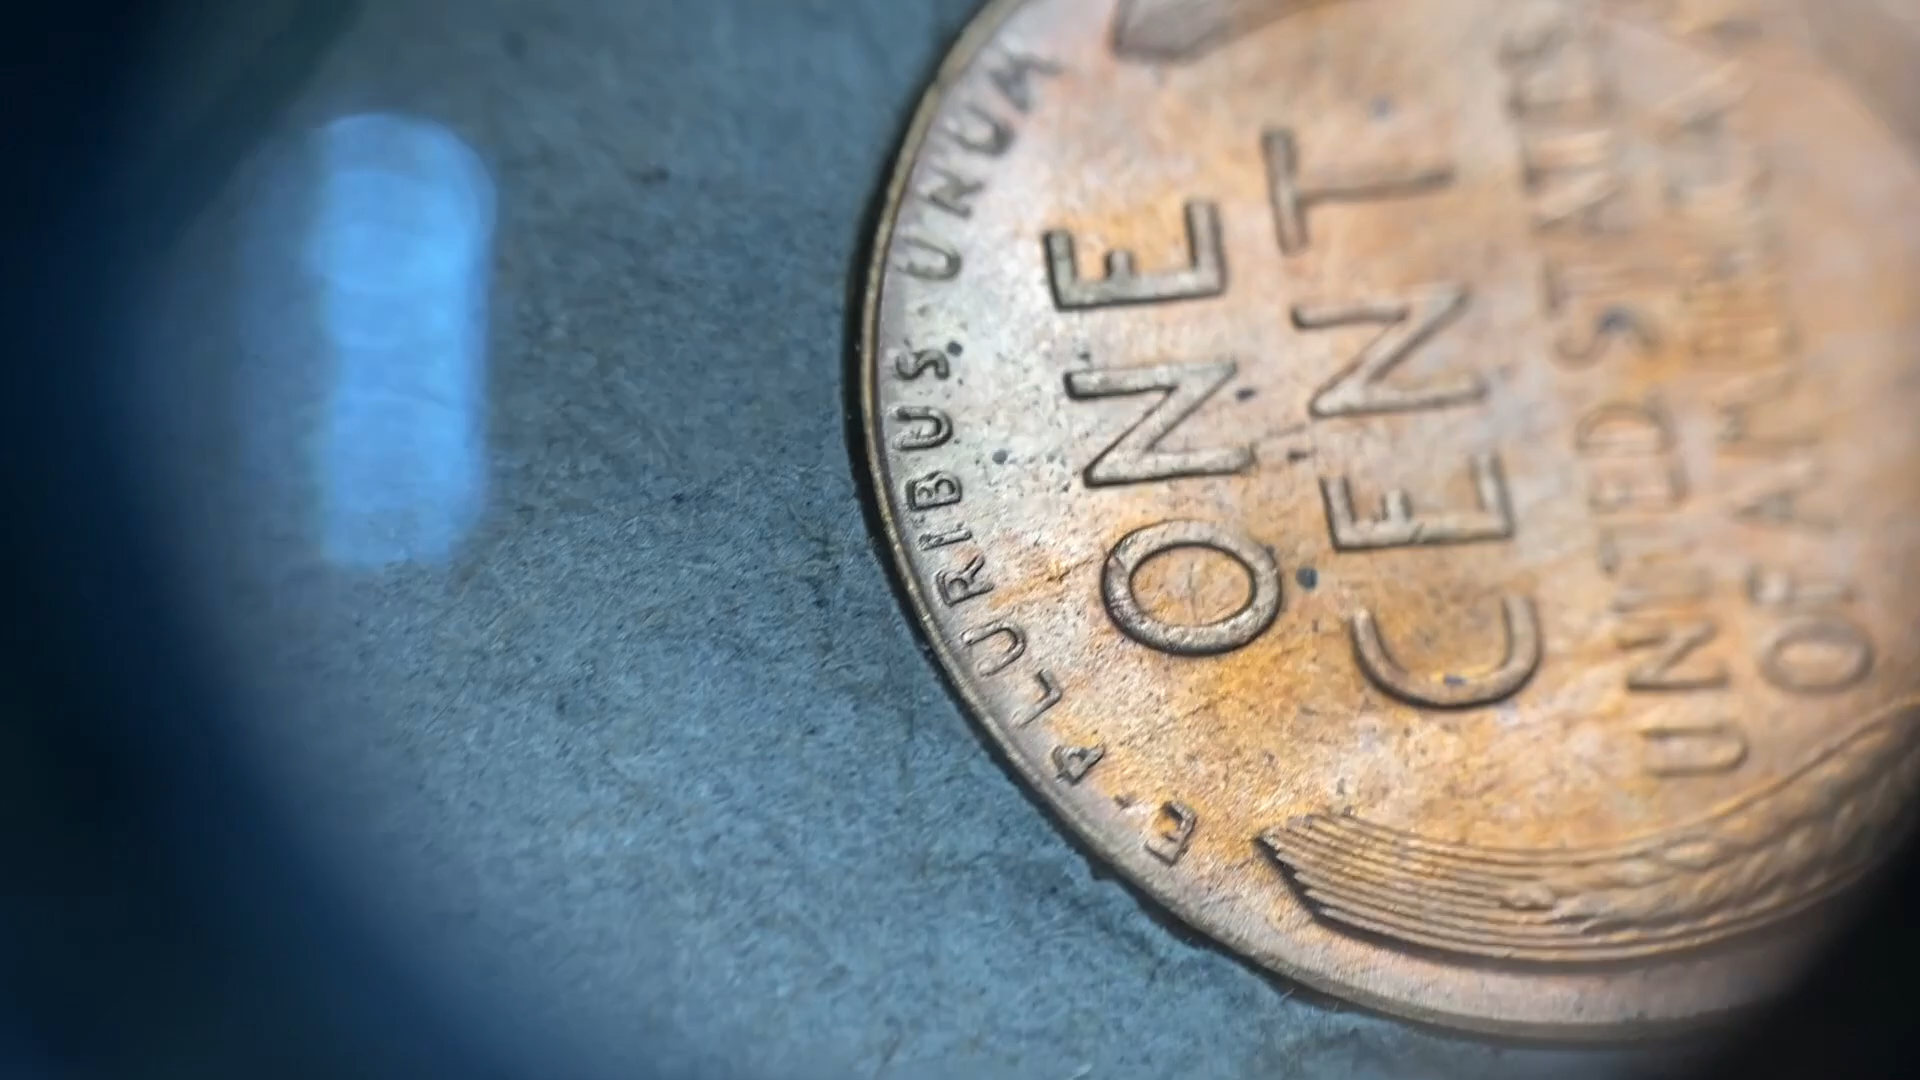 E · PLURIBUS · UNUM
ONE
CENT
UNITED STATES
OF AMERICA